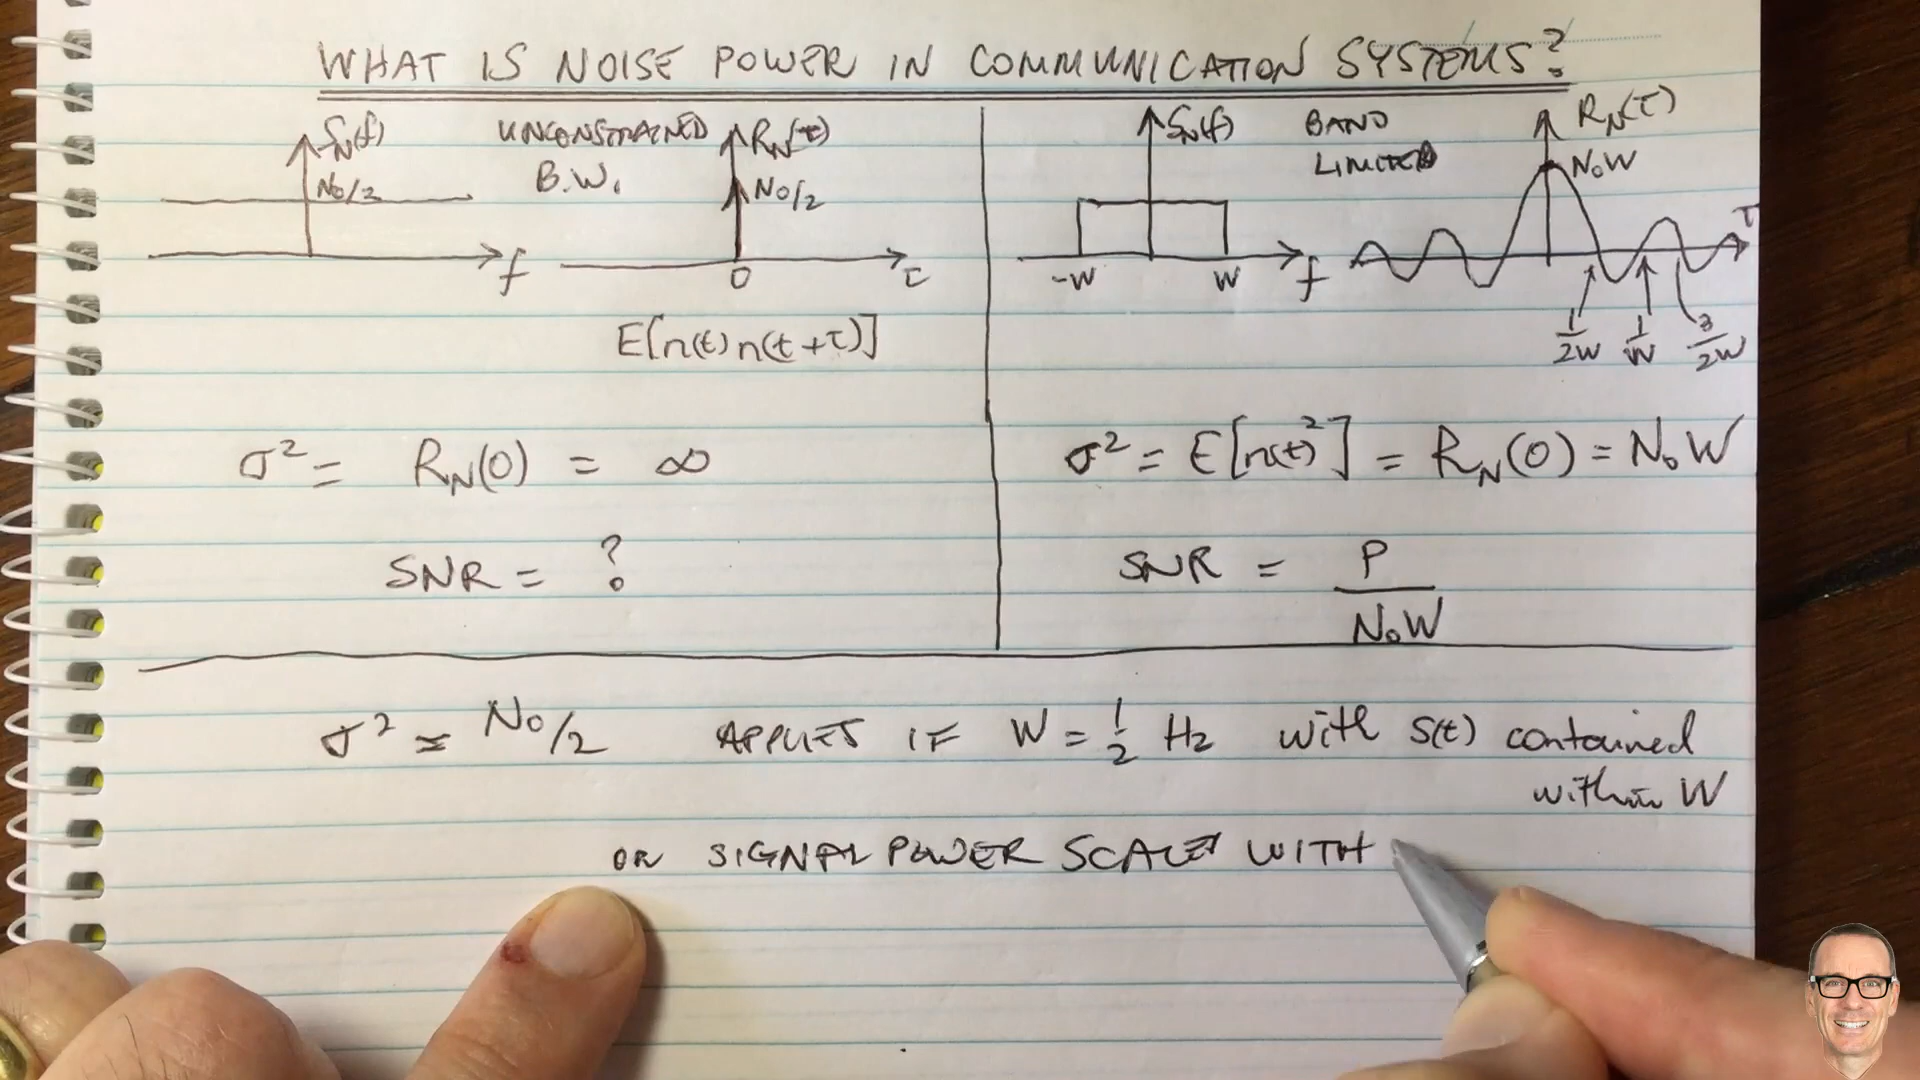 WHAT IS NOISE POWER IN COMMUNICATION SYSTEMS?
S_N(f)
N₀/2
f
UNCONSTRAINED
B.W.
R_N(τ)
N₀/2
0
τ
E[n(t)n(t+τ)]
σ² = R_N(0) = ∞
SNR = ?
S_N(f)
-W
W
f
BAND
LIMITED
R_N(τ)
N₀W
τ
1/2W
1/W
3/2W
σ² = E[n(t)²] = R_N(0) = N₀W
SNR = P/N₀W
σ² = N₀/2 APPLIES IF W = 1/2 Hz with s(t) contained
within W
OR SIGNAL POWER SCALES WITH